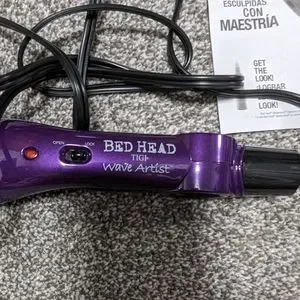 ESCULPIDAS
CON
MAESTRÍA
GET
THE
LOOK!
¡LOGRAR
LOOK!
OPEN
LOCK
BED HEAD
TIGI
Wave Artist